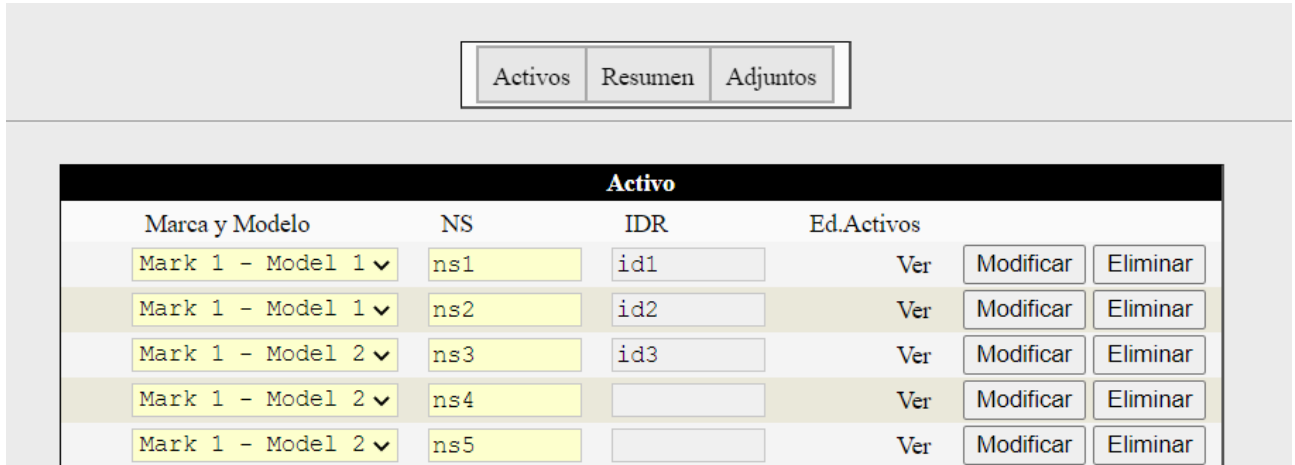 Activos Resumen Adjuntos
Activo
Marca y Modelo NS IDR Ed.Activos
Mark 1 - Model 1 ns1 id1 Ver Modificar Eliminar
Mark 1 - Model 1 ns2 id2 Ver Modificar Eliminar
Mark 1 - Model 2 ns3 id3 Ver Modificar Eliminar
Mark 1 - Model 2 ns4 Ver Modificar Eliminar
Mark 1 - Model 2 ns5 Ver Modificar Eliminar